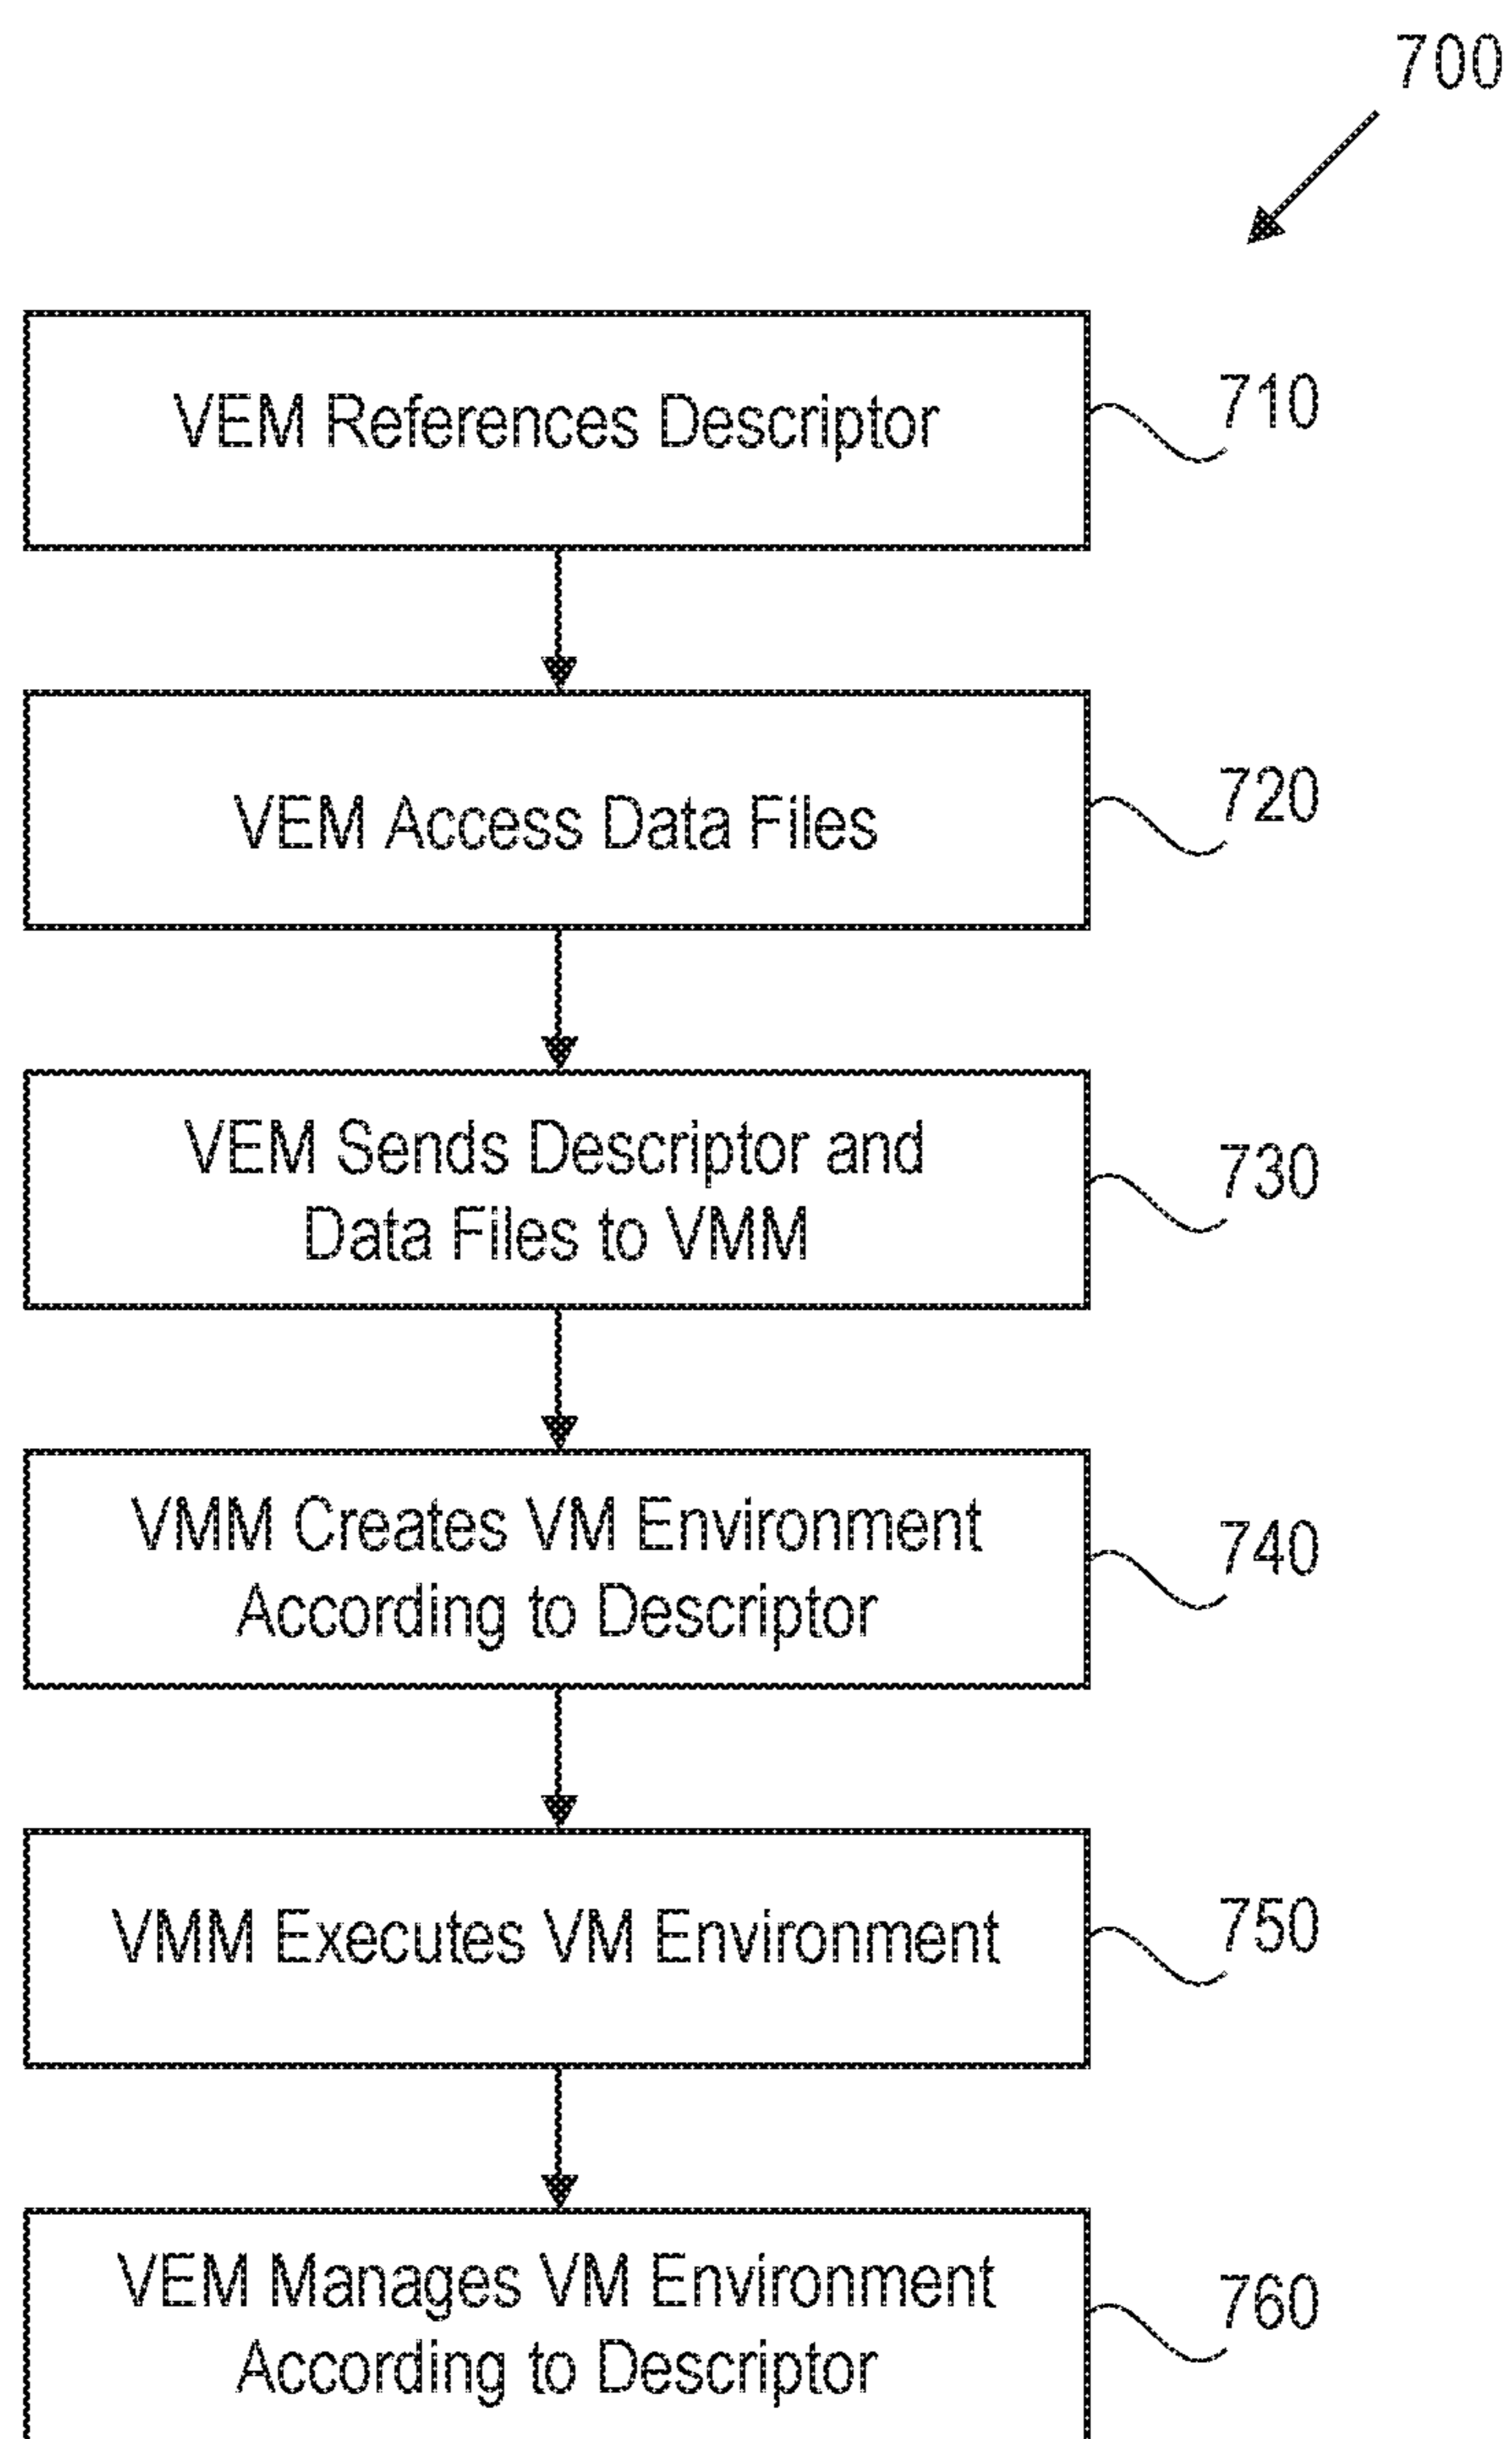 700
VEM References Descriptor
710
VEM Access Data Files
720
VEM Sends Descriptor and
Data Files to VMM
730
VMM Creates VM Environment
According to Descriptor
740
VMM Executes VM Environment
750
VEM Manages VM Environment
According to Descriptor
760